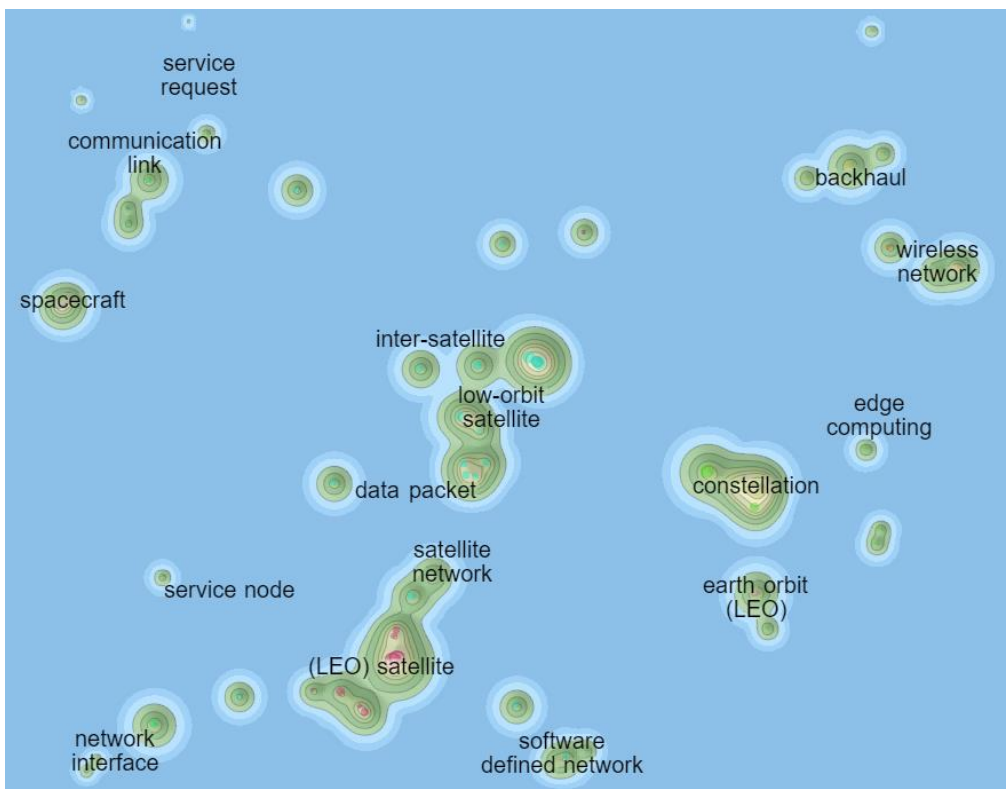 service
request
communication
link
backhaul
wireless
network
spacecraft
inter-satellite
low-orbit
satellite
edge
computing
data packet
constellation
satellite
network
service node
earth orbit
(LEO)
(LEO) satellite
network
interface
software
defined network